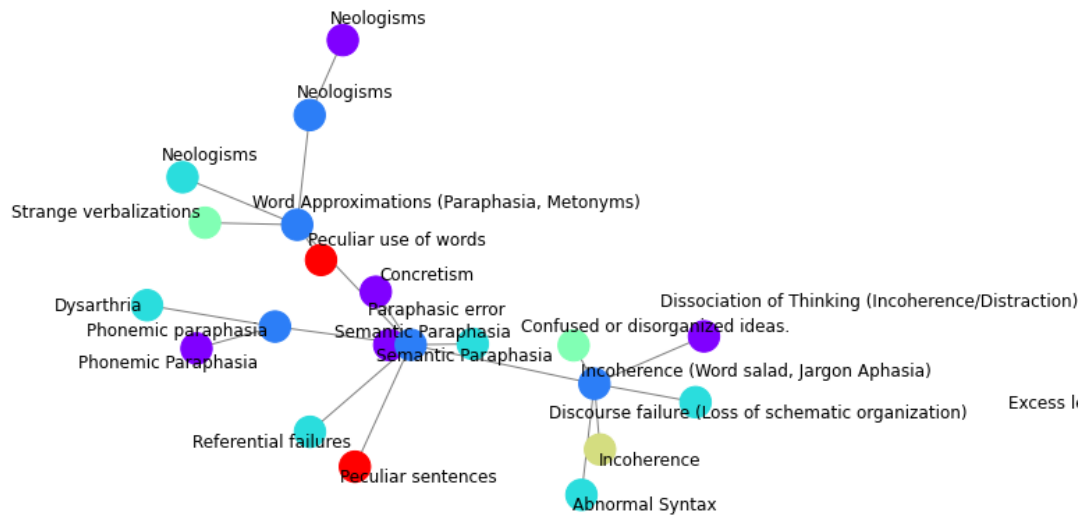 Neologisms
Neologisms
Neologisms
Word Approximations (Paraphasia, Metonyms)
Strange verbalizations
Peculiar use of words
Concretism
Dissociation of Thinking (Incoherence/Distraction)
Dysarthria
Paraphasic error
Confused or disorganized ideas.
Phonemic paraphasia
Semantic Paraphasia
Semantic Paraphasia
Phonemic Paraphasia
Incoherence (Word salad, Jargon Aphasia)
Excess
Discourse failure (Loss of schematic organization)
Referential failures
Incoherence
Peculiar sentences
Abnormal Syntax